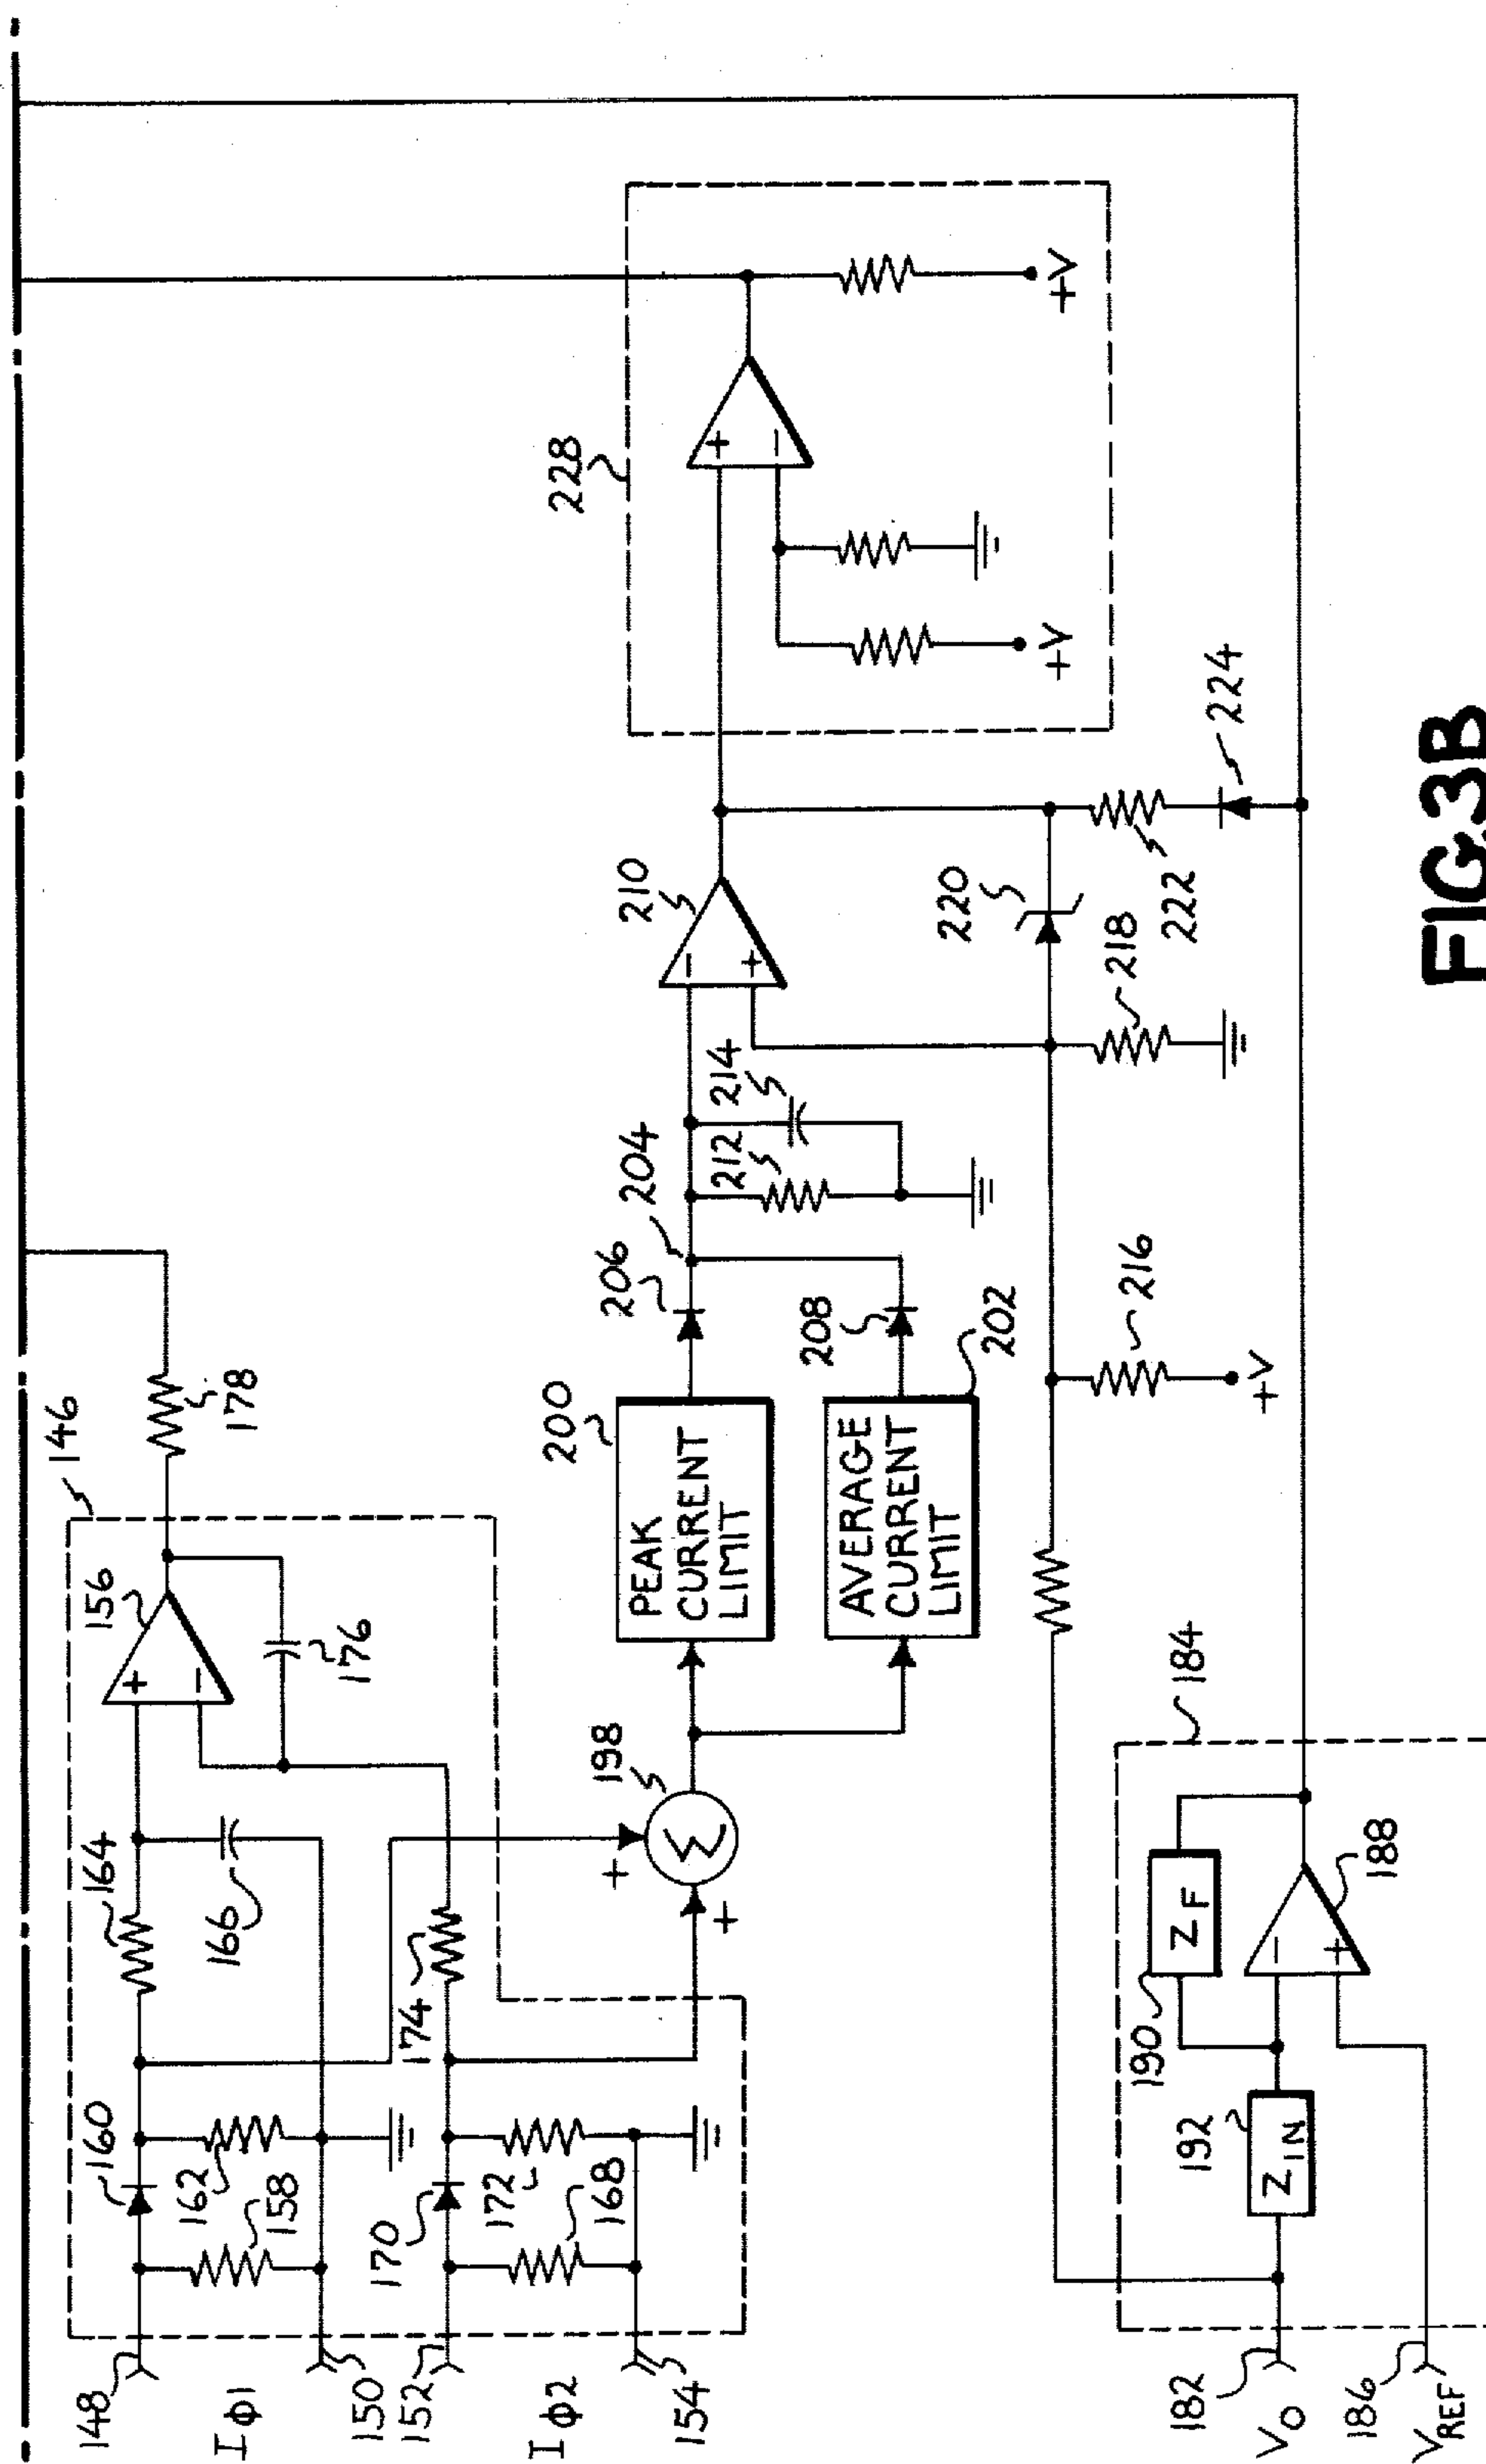 146
178
156
176
164
166
160
162
158
148
Iφ1
150
152
170
172
168
174
Iφ2
154
+
−
198
Σ
+
+
200
PEAK
CURRENT
LIMIT
AVERAGE
CURRENT
LIMIT
202
206
208
204
212
214
210
−
+
228
+
−
+V
+V
216
+V
218
220
222
224
184
190
ZF
192
ZIN
188
−
+
182
VO
186
VREF
FIG.3B